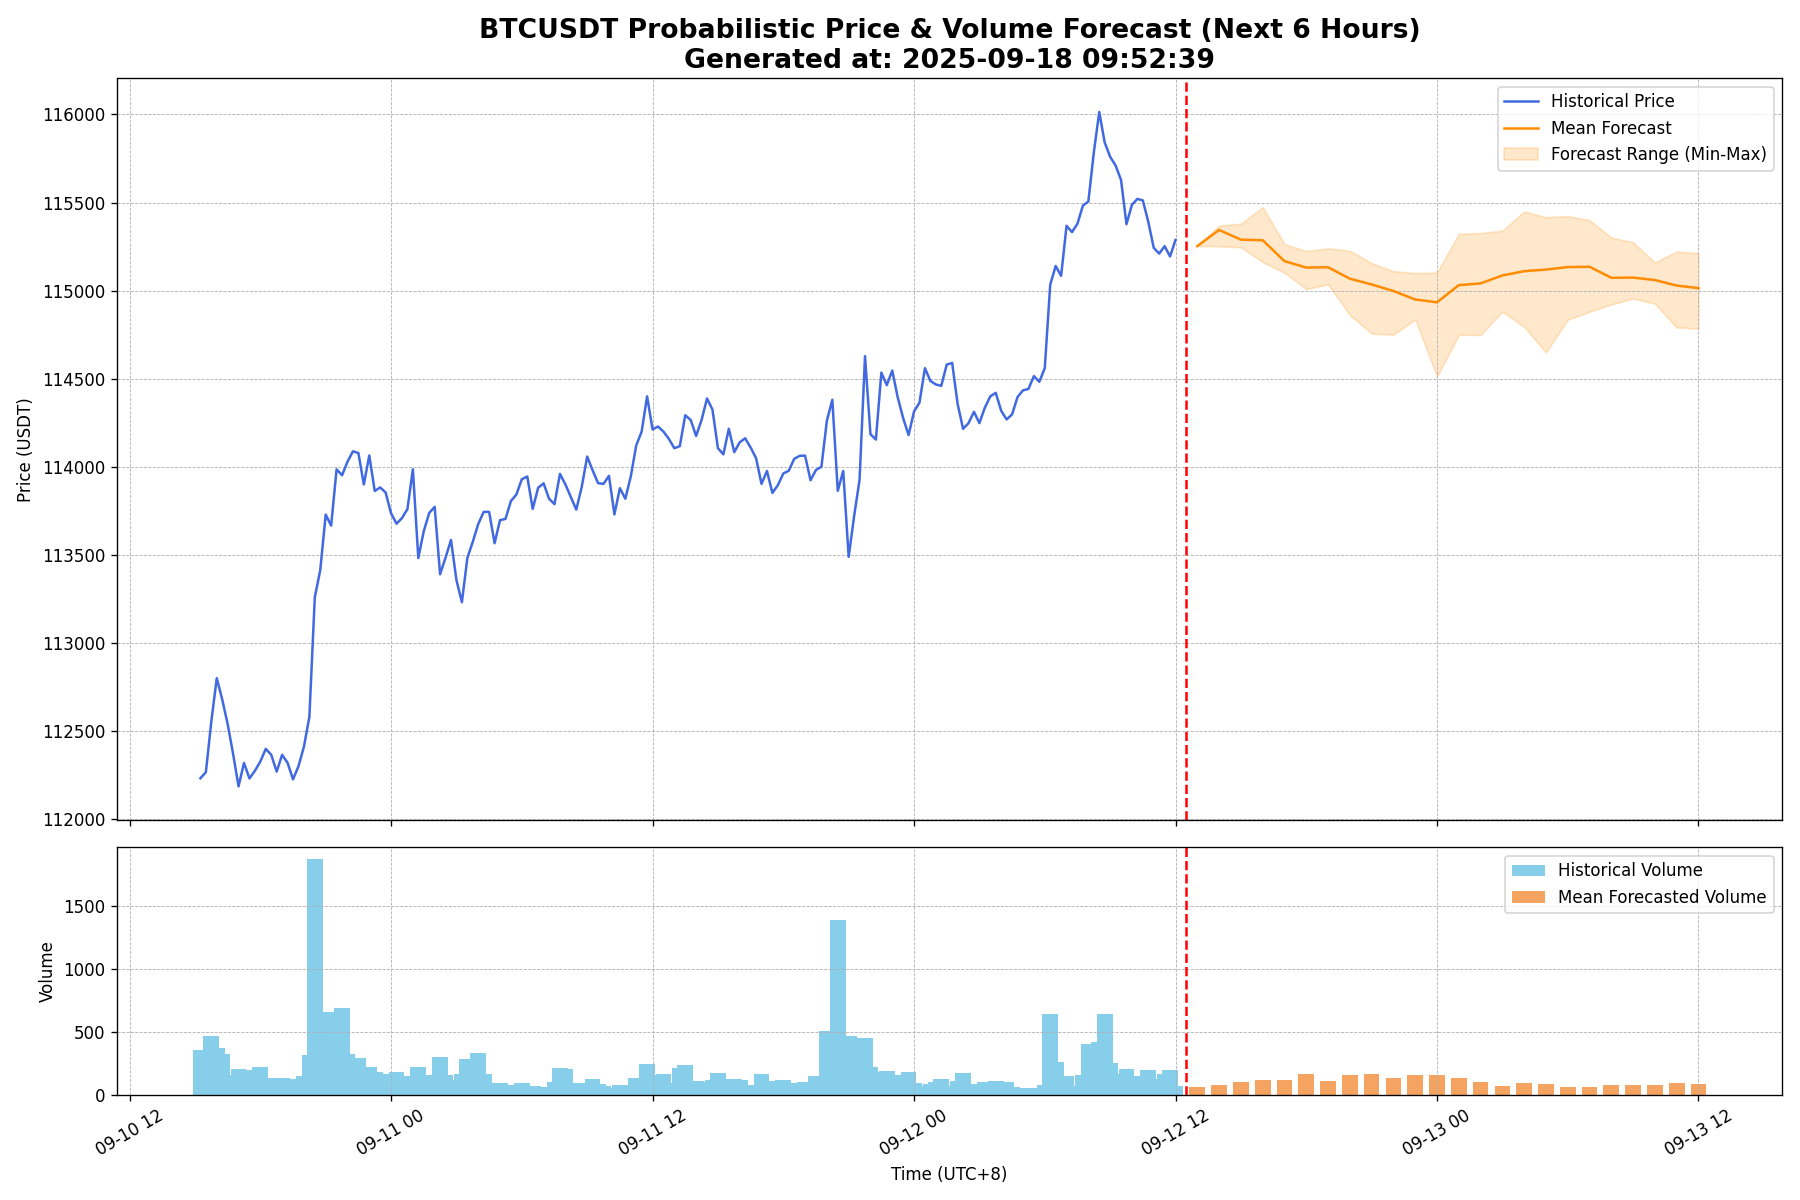 BTCUSDT Probabilistic Price & Volume Forecast (Next 6 Hours)
Generated at: 2025-09-18 09:52:39
Historical Price
Mean Forecast
Forecast Range (Min-Max)
116000
115500
115000
114500
114000
113500
113000
112500
112000
Price (USDT)
Historical Volume
Mean Forecasted Volume
1500
1000
500
0
Volume
09-10 12
09-11 00
09-11 12
09-12 00
09-12 12
09-13 00
09-13 12
Time (UTC+8)